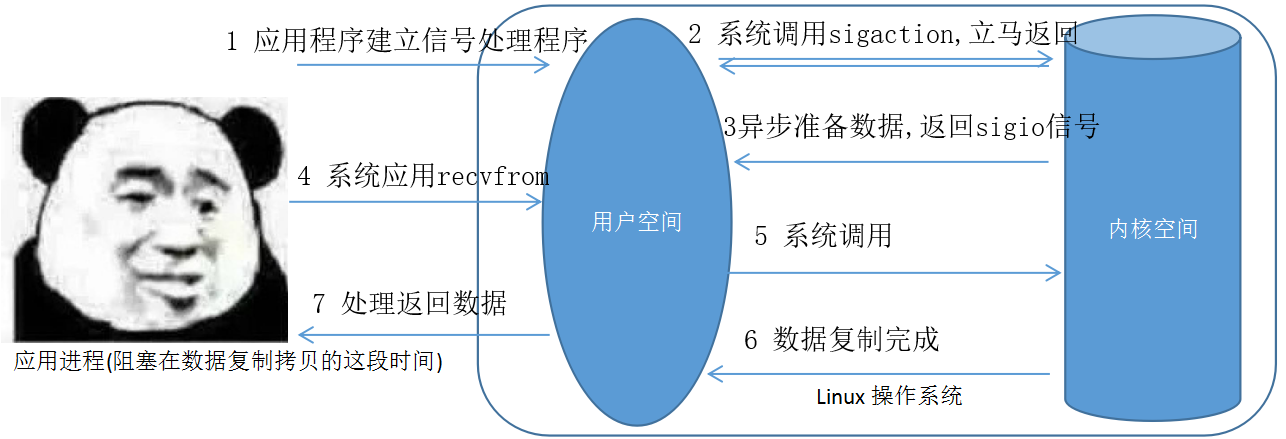 1 应用程序建立信号处理程序
2 系统调用sigaction,立马返回
3异步准备数据,返回sigio信号
4 系统应用recvfrom
用户空间
内核空间
5 系统调用
7 处理返回数据
6 数据复制完成
应用进程(阻塞在数据复制拷贝的这段时间)
Linux 操作系统